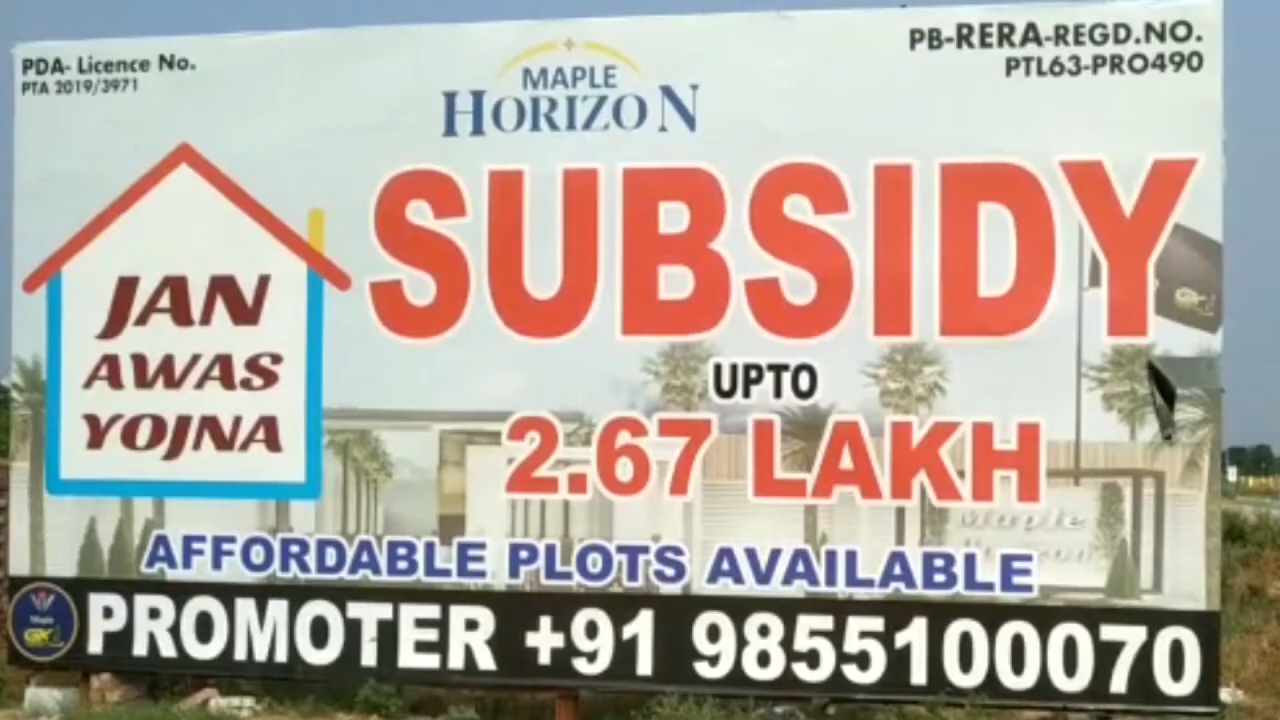 PDA- Licence No.
PTA 2019/3971
MAPLE
HORIZON
PB-RERA-REGD.NO.
PTL63-PRO490
JAN
AWAS
YOJNA
SUBSIDY
UPTO
2.67 LAKH
AFFORDABLE PLOTS AVAILABLE
PROMOTER +91 9855100070